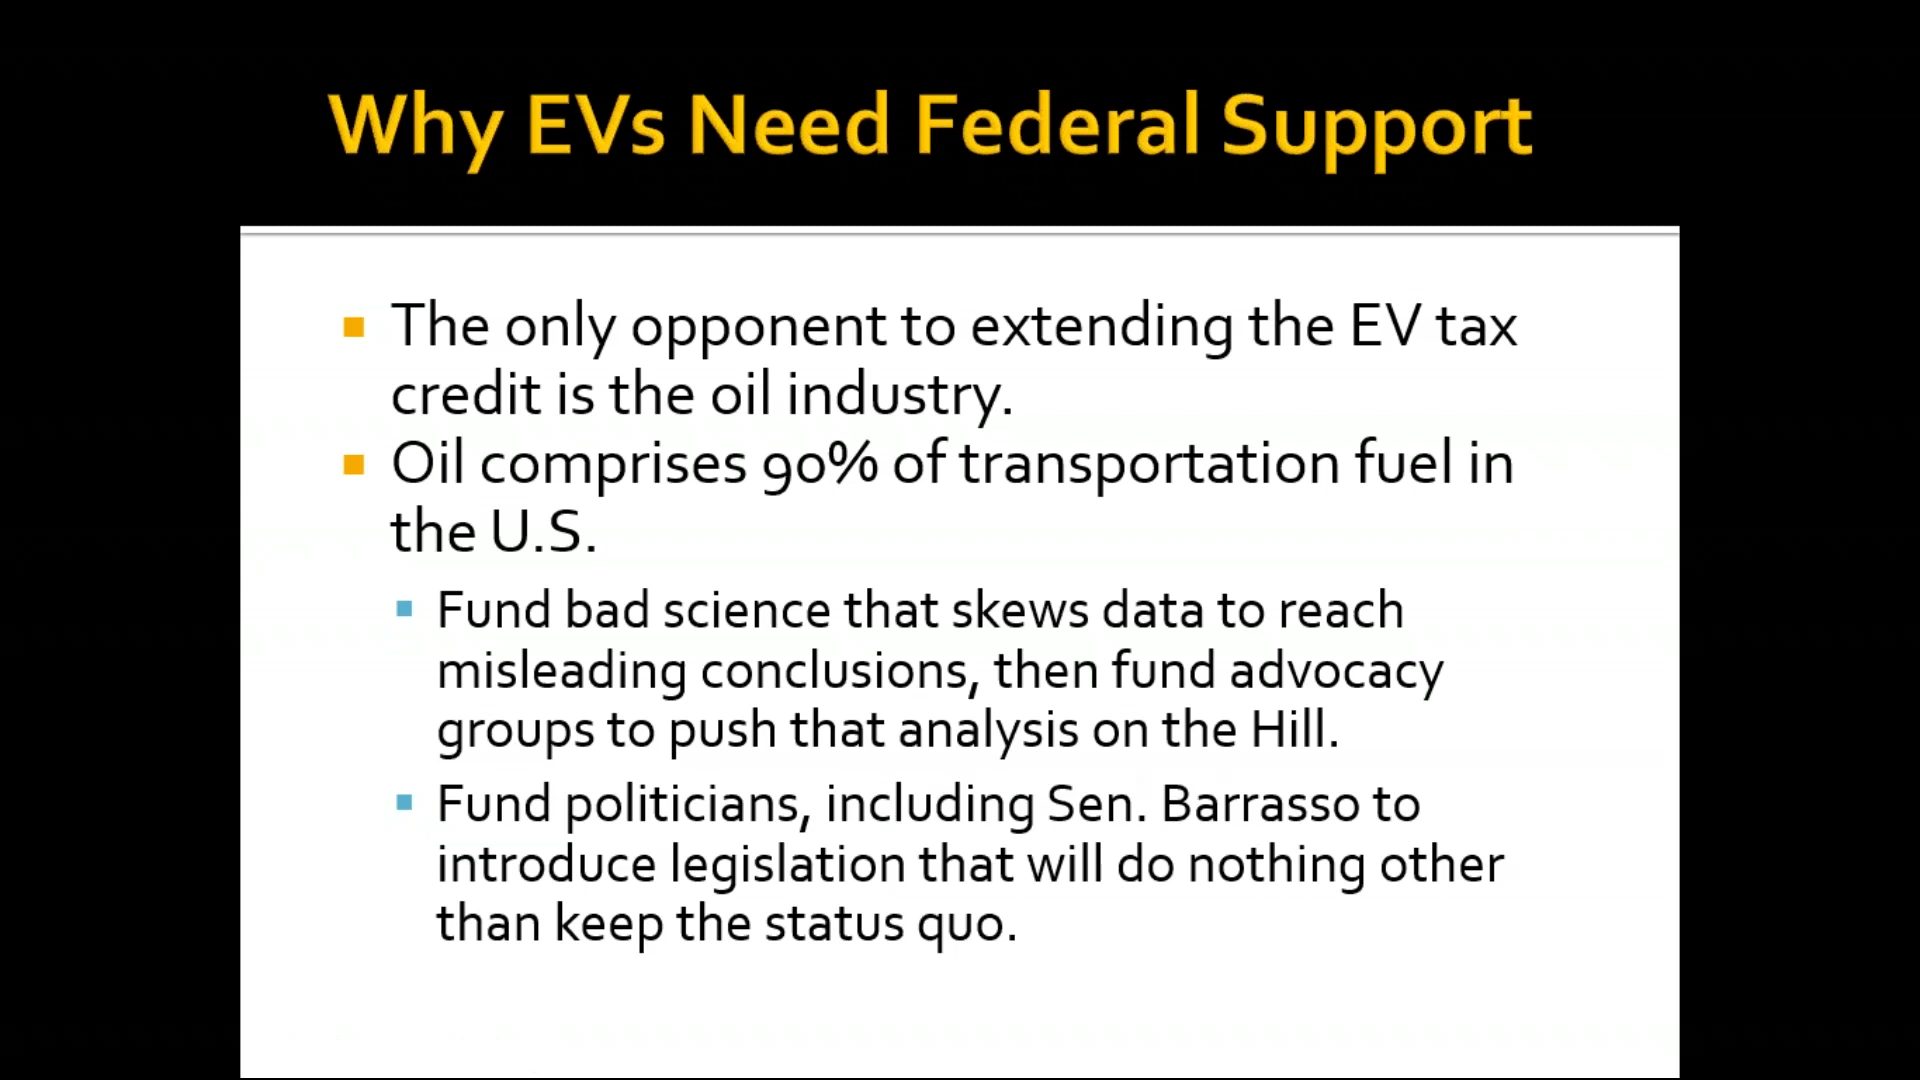 Why EVs Need Federal Support
The only opponent to extending the EV tax
credit is the oil industry.
Oil comprises 90% of transportation fuel in
the U.S.
Fund bad science that skews data to reach
misleading conclusions, then fund advocacy
groups to push that analysis on the Hill.
Fund politicians, including Sen. Barrasso to
introduce legislation that will do nothing other
than keep the status quo.